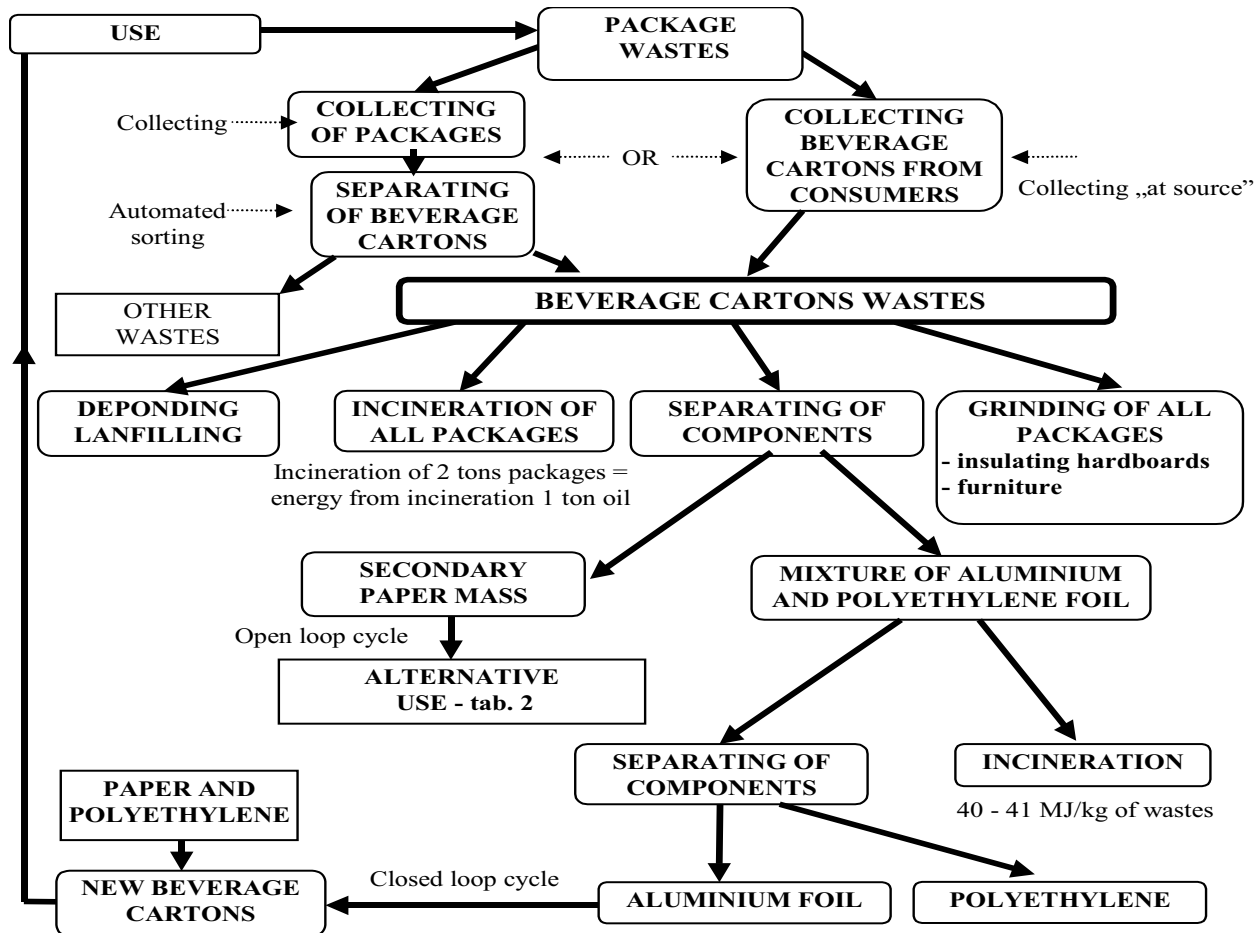 USE
PACKAGE
WASTES
Collecting
COLLECTING
OF PACKAGES
OR
COLLECTING
BEVERAGE
CARTONS FROM
CONSUMERS
Collecting „at source”
Automated
sorting
SEPARATING
OF BEVERAGE
CARTONS
OTHER
WASTES
BEVERAGE CARTONS WASTES
DEPONDING
LANFILLING
INCINERATION OF
ALL PACKAGES
Incineration of 2 tons packages =
energy from incineration 1 ton oil
SEPARATING OF
COMPONENTS
GRINDING OF ALL
PACKAGES
- insulating hardboards
- furniture
SECONDARY
PAPER MASS
MIXTURE OF ALUMINIUM
AND POLYETHYLENE FOIL
Open loop cycle
ALTERNATIVE
USE - tab. 2
SEPARATING OF
COMPONENTS
INCINERATION
40 - 41 MJ/kg of wastes
PAPER AND
POLYETHYLENE
NEW BEVERAGE
CARTONS
Closed loop cycle
ALUMINIUM FOIL
POLYETHYLENE